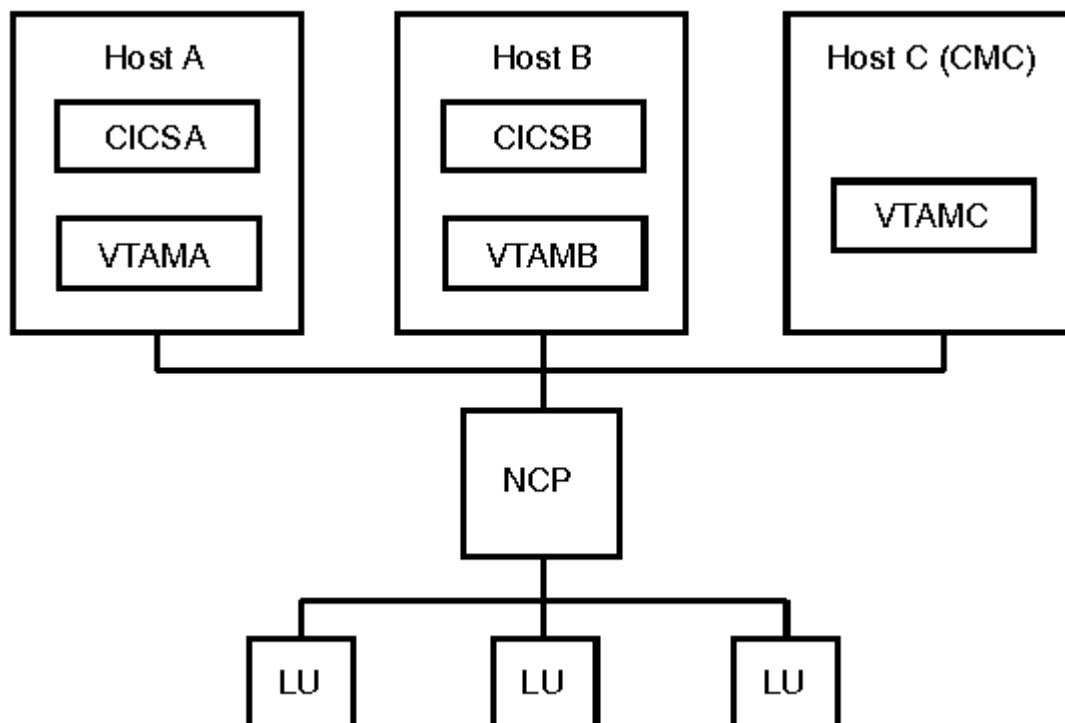 Host A
CICSA
VTAMA
Host B
CICSB
VTAMB
Host C (CMC)
VTAMC
NCP
LU
LU
LU